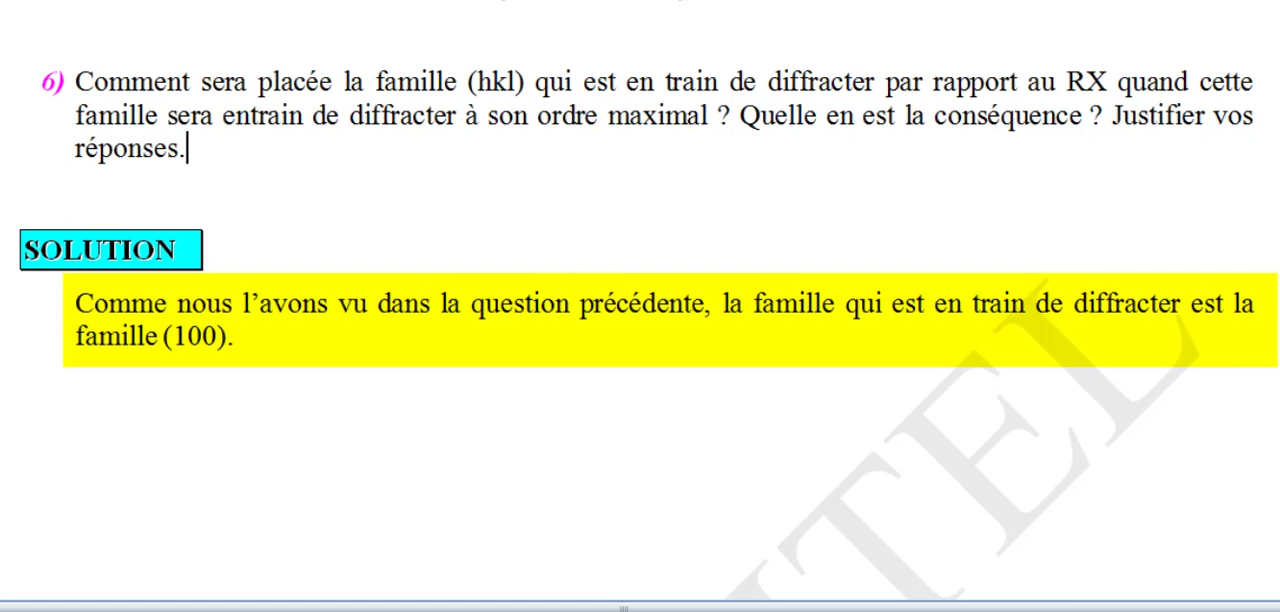 6) Comment sera placée la famille (hkl) qui est en train de diffracter par rapport au RX quand cette
famille sera entrain de diffracter à son ordre maximal ? Quelle en est la conséquence ? Justifier vos
réponses.
SOLUTION
Comme nous l’avons vu dans la question précédente, la famille qui est en train de diffracter est la
famille (100).